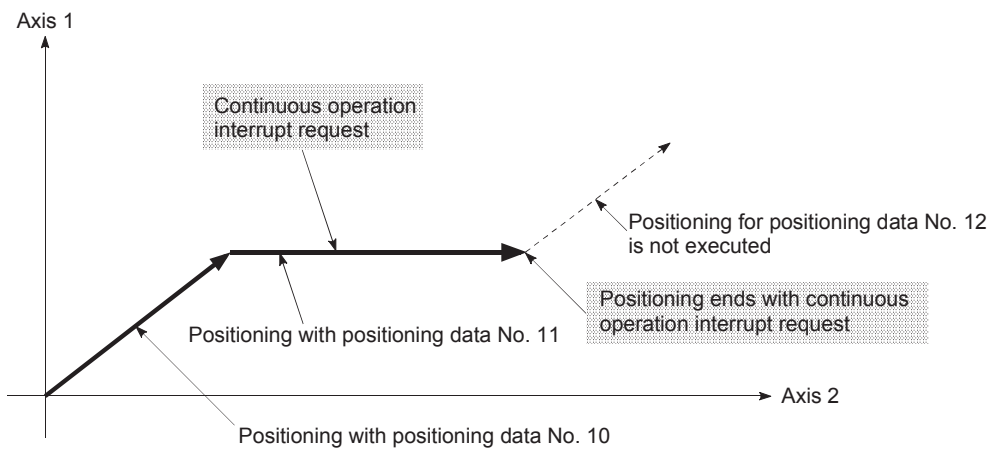 Axis 1
Continuous operation
interrupt request
Positioning for positioning data No. 12
is not executed
Positioning ends with continuous
operation interrupt request
Positioning with positioning data No. 11
Axis 2
Positioning with positioning data No. 10